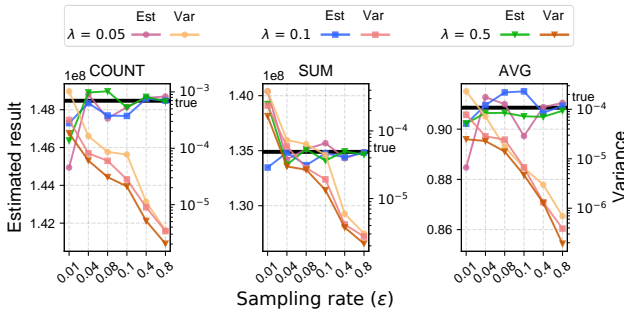 Est Var Est Var Est Var
λ = 0.05 λ = 0.1 λ = 0.5
COUNT SUM AVG
1e8 1e8
1.48 1.46 1.44 1.42
10⁻³ true 10⁻⁴ 10⁻⁵
1.40 1.35 1.30
10⁻⁴ true 10⁻⁵
0.90 0.88 0.86
true 10⁻⁴ 10⁻⁵ 10⁻⁶
Estimated result
Variance
0.01 0.04 0.08 0.1 0.4 0.8
0.01 0.04 0.08 0.1 0.4 0.8
0.01 0.04 0.08 0.1 0.4 0.8
Sampling rate (ε)